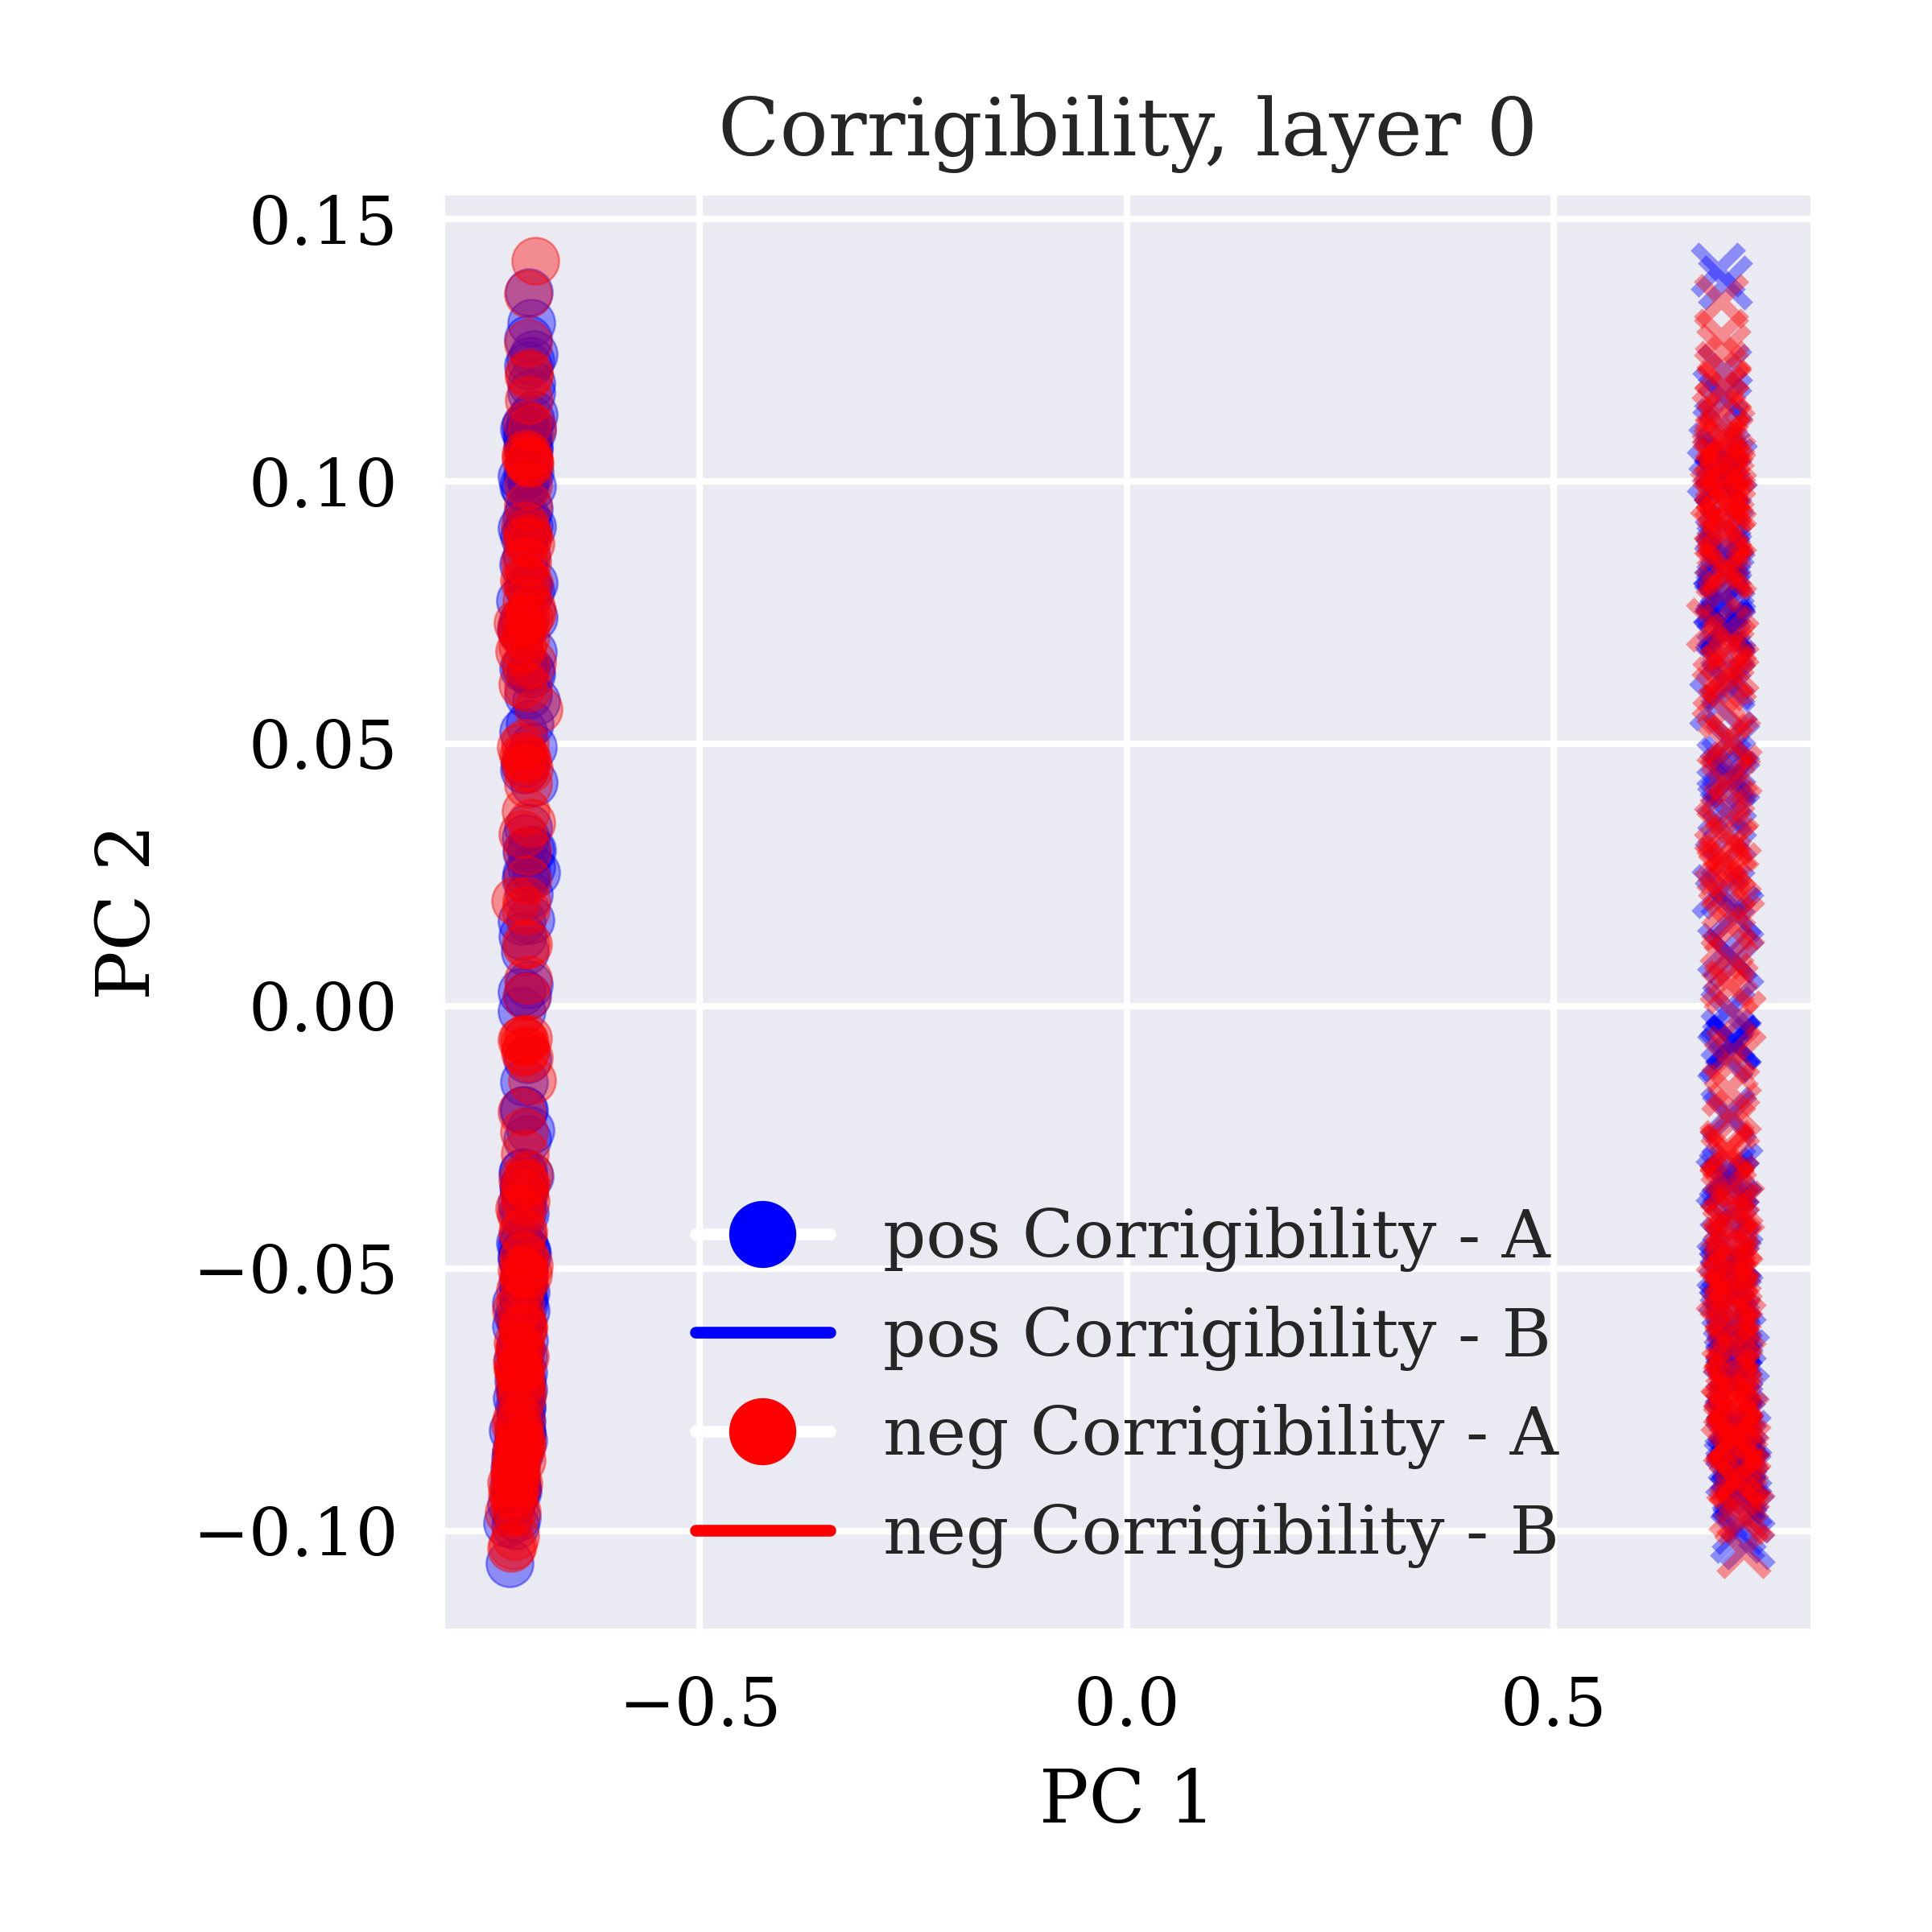 Corrigibility, layer 0
0.15
0.10
0.05
0.00
−0.05
−0.10
PC 2
pos Corrigibility - A
pos Corrigibility - B
neg Corrigibility - A
neg Corrigibility - B
−0.5 0.0 0.5
PC 1